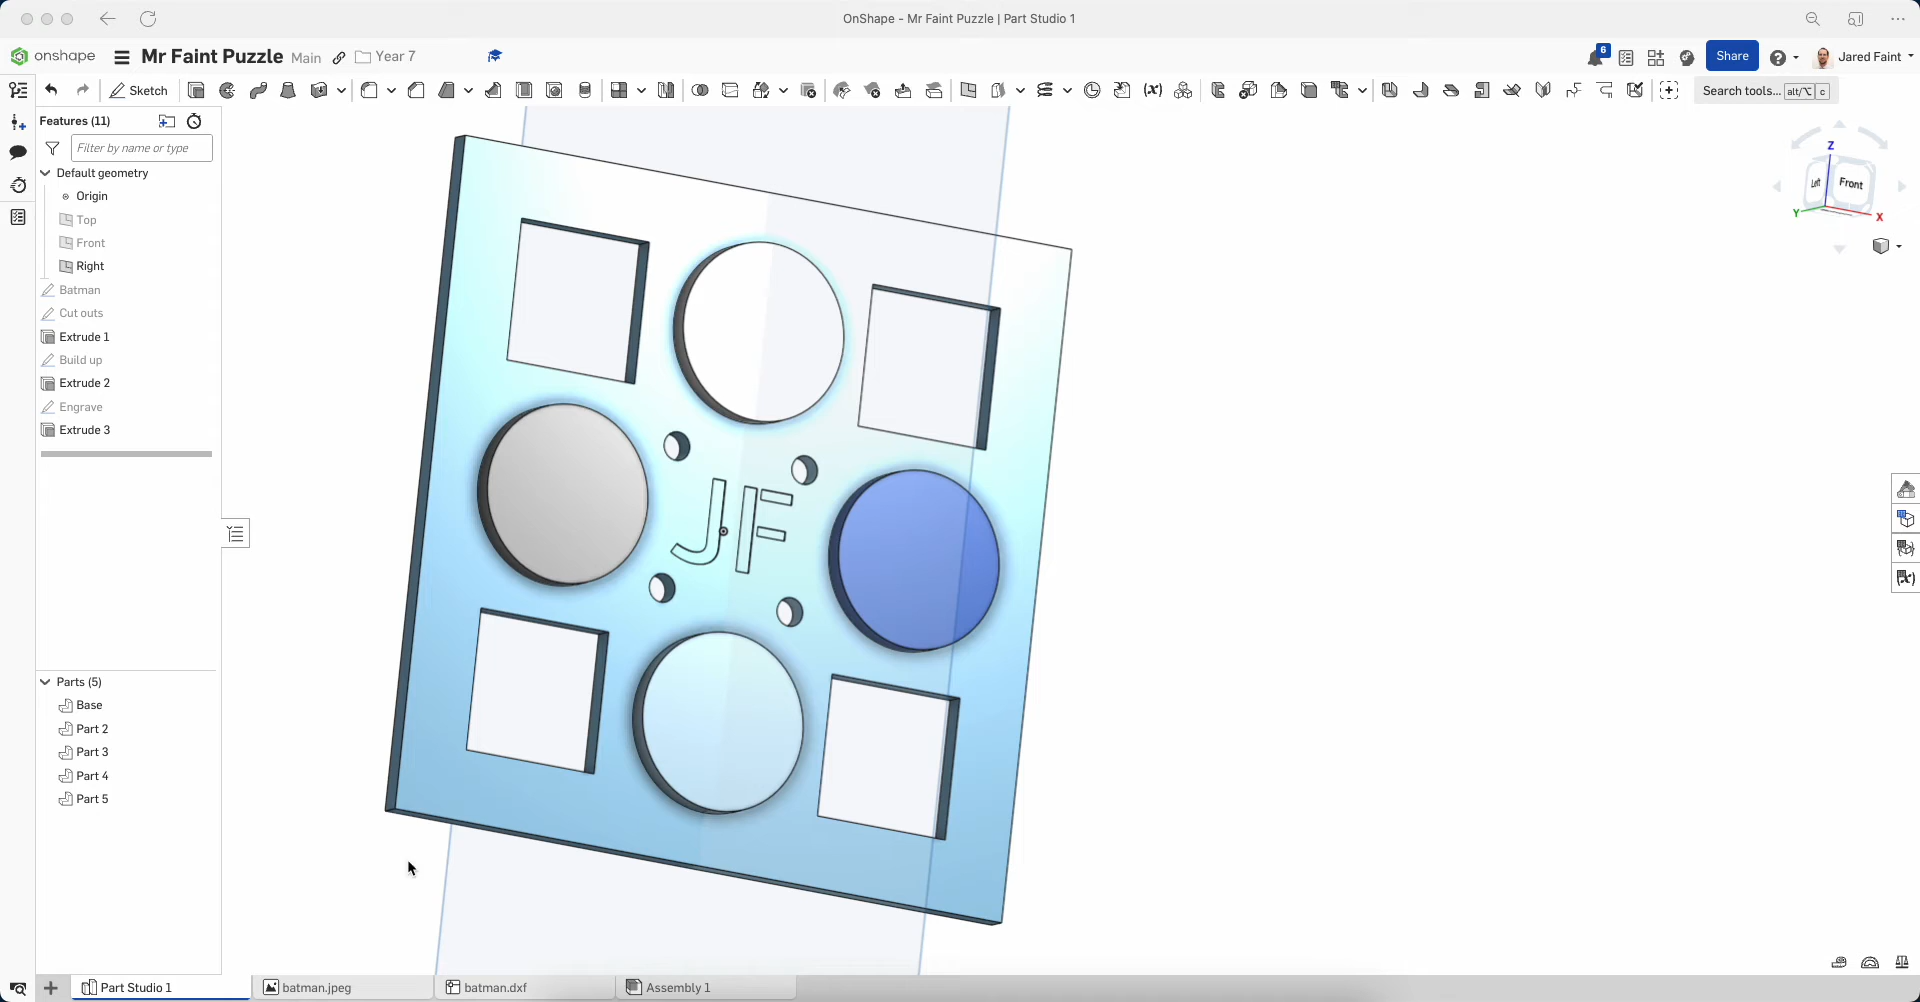 OnShape - Mr Faint Puzzle | Part Studio 1
onshape Mr Faint Puzzle Main Year 7 6 Share Jared Faint
Sketch Search tools... alt/⌥ c
Features (11)
Filter by name or type
Default geometry
Origin
Top
Front
Right
Batman
Cut outs
Extrude 1
Build up
Extrude 2
Engrave
Extrude 3
Parts (5)
Base
Part 2
Part 3
Part 4
Part 5
JF
Z
Left Front
Y X
Part Studio 1 batman.jpeg batman.dxf Assembly 1